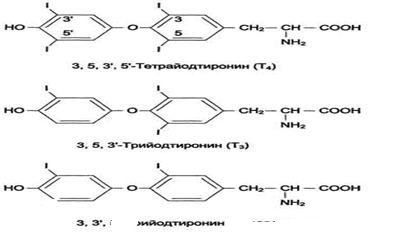 I 3' I 3
HO O CH₂ CH COOH
5' I 5 I NH₂
3, 5, 3', 5'-Тетрайодтиронин (T₄)
I I
HO O CH₂ CH COOH
I NH₂
3, 5, 3'-Трийодтиронин (T₃)
I I
HO O CH₂ CH COOH
NH₂
3, 3',